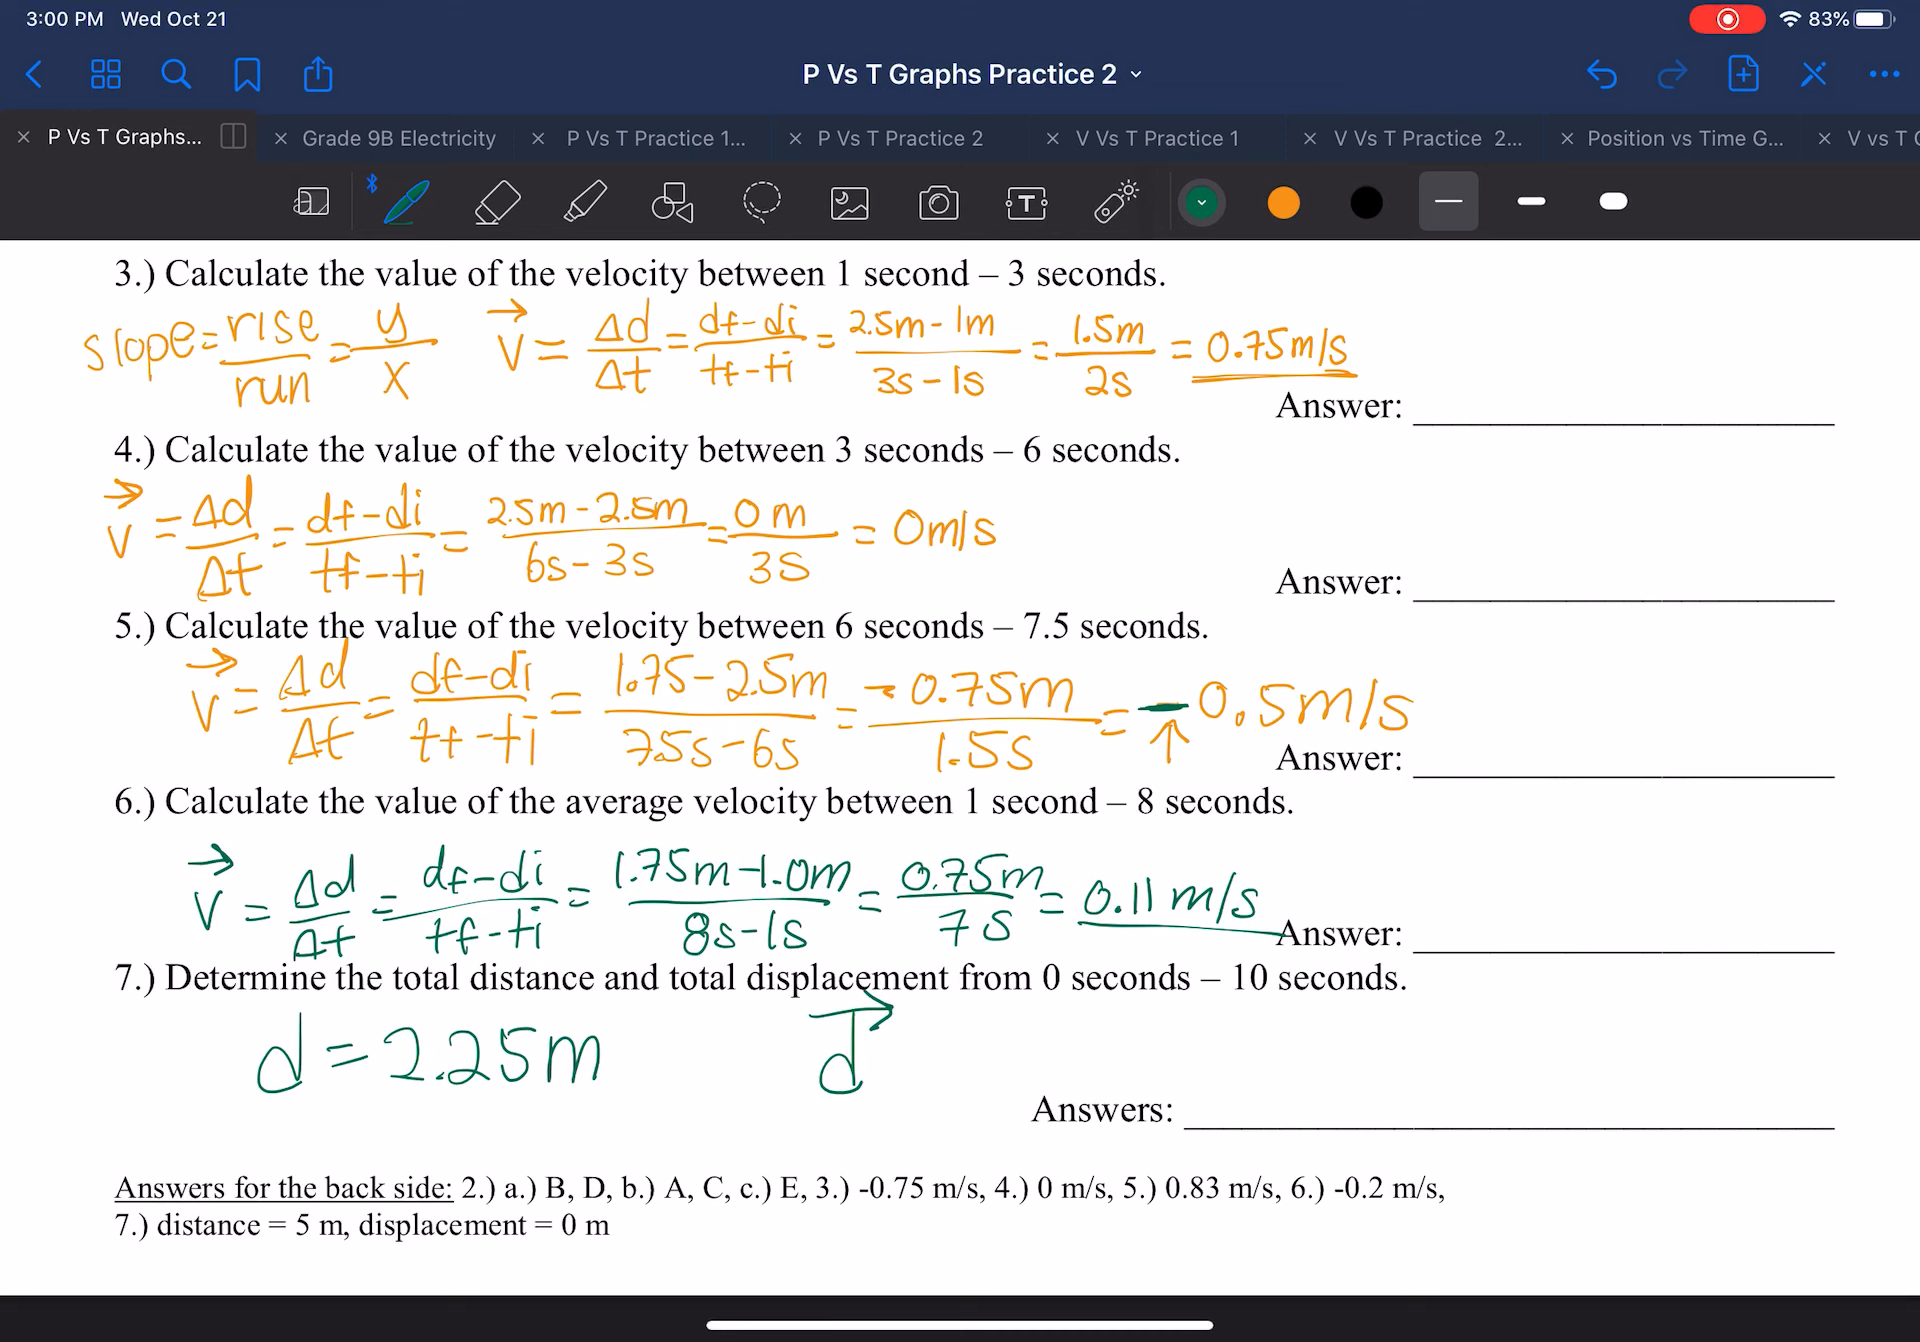 3:00 PM Wed Oct 21
83%
P Vs T Graphs Practice 2
P Vs T Graphs...
Grade 9B Electricity
P Vs T Practice 1...
P Vs T Practice 2
V Vs T Practice 1
V Vs T Practice 2...
Position vs Time G...
V vs T
3.) Calculate the value of the velocity between 1 second – 3 seconds.
slope = rise/run = y/x V⃗ = Δd/Δt = df-di/tf-ti = 2.5m-1m/3s-1s = 1.5m/2s = 0.75m/s
Answer:
4.) Calculate the value of the velocity between 3 seconds – 6 seconds.
V⃗ = Δd/Δt = df-di/tf-ti = 2.5m-2.5m/6s-3s = 0m/3s = 0m/s
Answer:
5.) Calculate the value of the velocity between 6 seconds – 7.5 seconds.
V⃗ = Δd/Δt = df-di/tf-ti = 1.75-2.5m/7.5s-6s = -0.75m/1.5s = -0.5m/s
↑
Answer:
6.) Calculate the value of the average velocity between 1 second – 8 seconds.
V⃗ = Δd/Δt = df-di/tf-ti = 1.75m-1.0m/8s-1s = 0.75m/7s = 0.11 m/s
Answer:
7.) Determine the total distance and total displacement from 0 seconds – 10 seconds.
d = 2.25m d⃗
Answers:
Answers for the back side: 2.) a.) B, D, b.) A, C, c.) E, 3.) -0.75 m/s, 4.) 0 m/s, 5.) 0.83 m/s, 6.) -0.2 m/s,
7.) distance = 5 m, displacement = 0 m